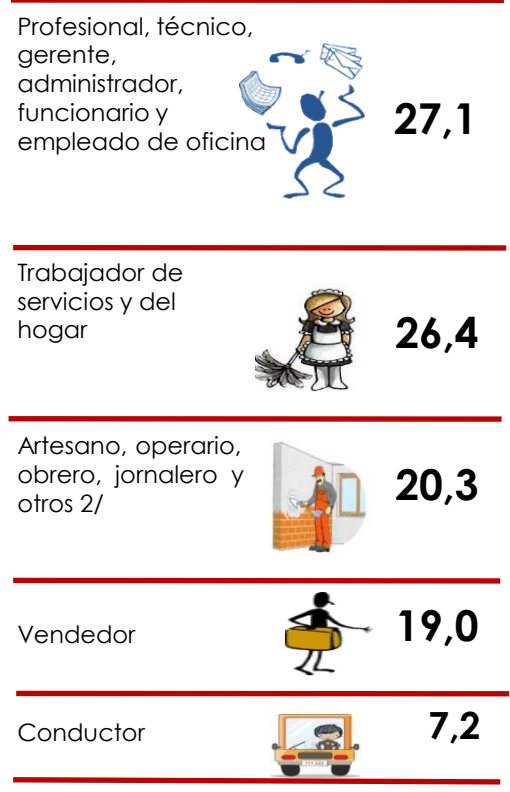 Profesional, técnico,
gerente,
administrador,
funcionario y
empleado de oficina
27,1
Trabajador de
servicios y del
hogar
26,4
Artesano, operario,
obrero, jornalero y
otros 2/
20,3
Vendedor
19,0
Conductor
7,2